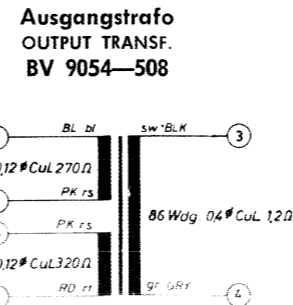 Ausgangstrafo
OUTPUT TRANSF.
BV 9054—508
BL bl
sw BLK
3
0,12 ⌀ CuL 270Ω
PK rs
86 Wdg. 0,4 ⌀ CuL 1,2Ω
PK rs
0,12 ⌀ CuL 320Ω
RD rt
gr GRY
4